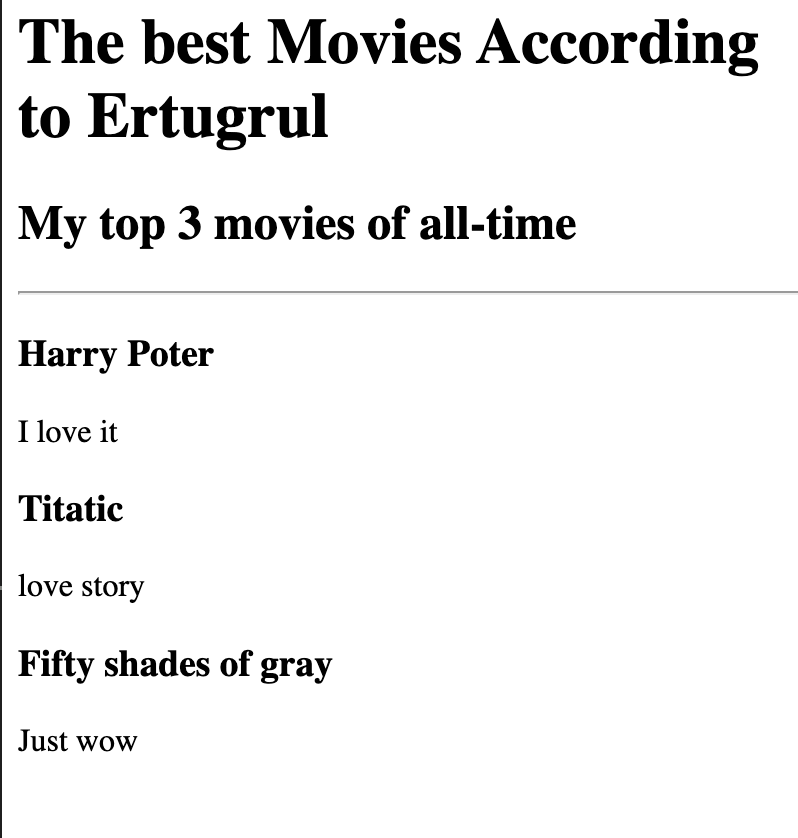 The best Movies According
to Ertugrul
My top 3 movies of all-time
Harry Poter
I love it
Titatic
love story
Fifty shades of gray
Just wow